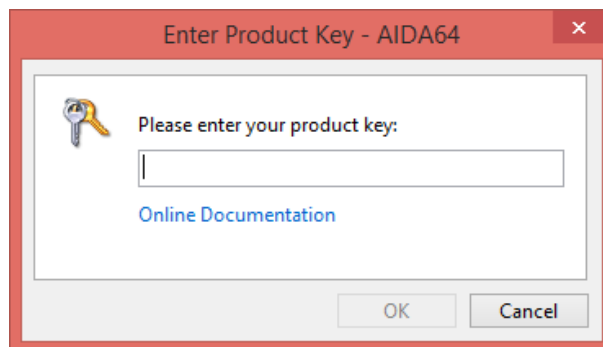 Enter Product Key - AIDA64
Please enter your product key:
Online Documentation
OK
Cancel